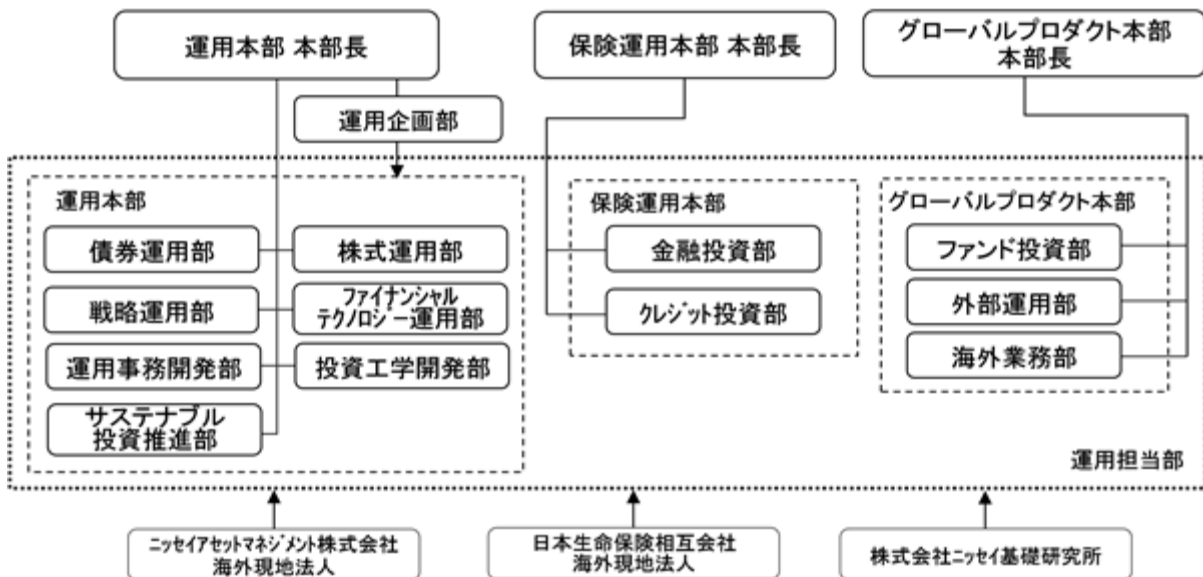 運用本部 本部長
保険運用本部 本部長
グローバルプロダクト本部
本部長
運用企画部
運用本部
債券運用部
株式運用部
戦略運用部
ファイナンシャル
テクノロジー運用部
運用事務開発部
投資工学開発部
サステナブル
投資推進部
保険運用本部
金融投資部
クレジット投資部
グローバルプロダクト本部
ファンド投資部
外部運用部
海外業務部
運用担当部
ニッセイアセットマネジメント株式会社
海外現地法人
日本生命保険相互会社
海外現地法人
株式会社ニッセイ基礎研究所